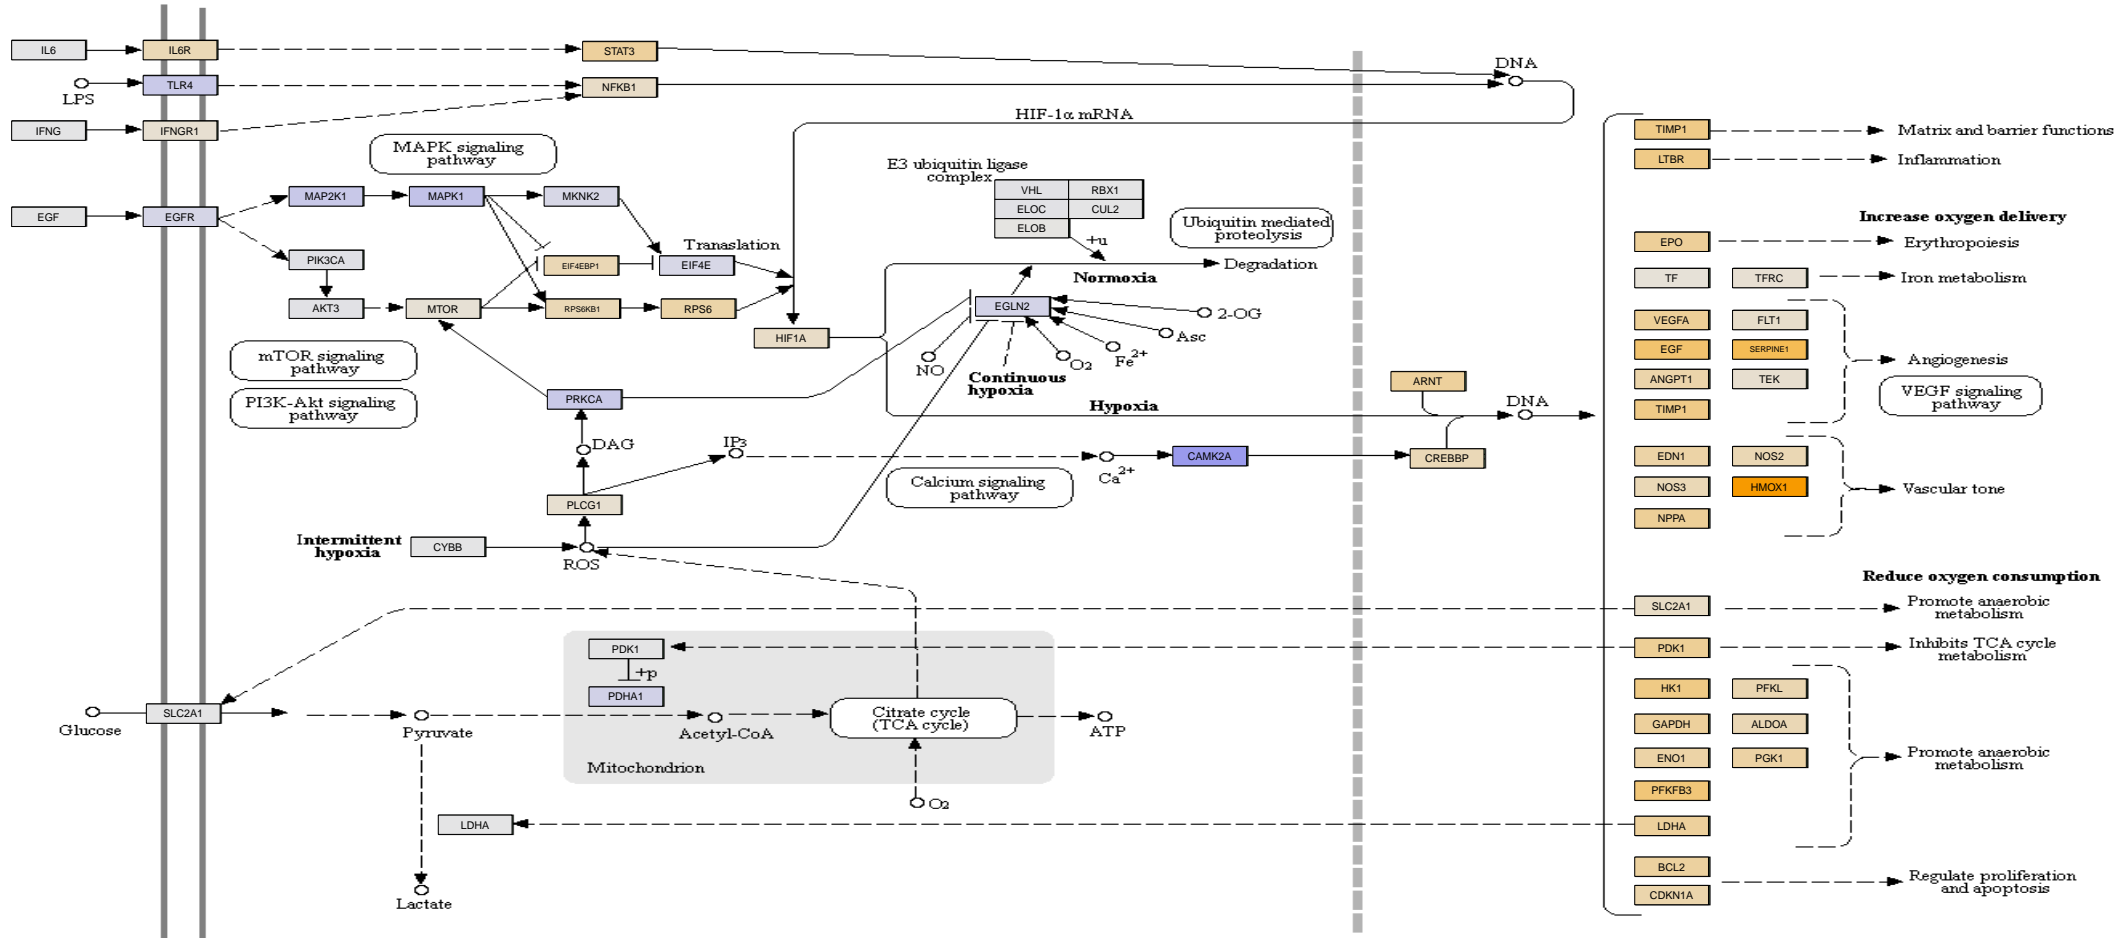 IL6
IL6R
STAT3
DNA
LPS
TLR4
NFKB1
IFNG
IFNGR1
HIF-1α mRNA
TIMP1
Matrix and barrier functions
LTBR
Inflammation
MAPK signaling
pathway
E3 ubiquitin ligase
complex
VHL
RBX1
ELOC
CUL2
ELOB
+u
Ubiquitin mediated
proteolysis
EGF
EGFR
MAP2K1
MAPK1
MKNK2
Tranaslation
PIK3CA
EIF4EBP1
EIF4E
AKT3
MTOR
RPS6KB1
RPS6
HIF1A
Normoxia
Degradation
EGLN2
2-OG
Asc
Fe2+
O2
NO
Continuous
hypoxia
Increase oxygen delivery
EPO
Erythropoiesis
TF
TFRC
Iron metabolism
VEGFA
FLT1
EGF
SERPINE1
Angiogenesis
ANGPT1
TEK
VEGF signaling
pathway
TIMP1
mTOR signaling
pathway
PI3K-Akt signaling
pathway
PRKCA
Hypoxia
ARNT
DNA
DAG
IP3
Ca2+
CAMK2A
CREBBP
Calcium signaling
pathway
EDN1
NOS2
NOS3
HMOX1
Vascular tone
NPPA
PLCG1
Intermittent
hypoxia
CYBB
ROS
Reduce oxygen consumption
SLC2A1
Promote anaerobic
metabolism
PDK1
Inhibits TCA cycle
metabolism
PDK1
+p
PDHA1
HK1
PFKL
GAPDH
ALDOA
ENO1
PGK1
Promote anaerobic
metabolism
PFKFB3
LDHA
Glucose
SLC2A1
Pyruvate
Acetyl-CoA
Citrate cycle
(TCA cycle)
ATP
Mitochondrion
O2
LDHA
Lactate
BCL2
CDKN1A
Regulate proliferation
and apoptosis